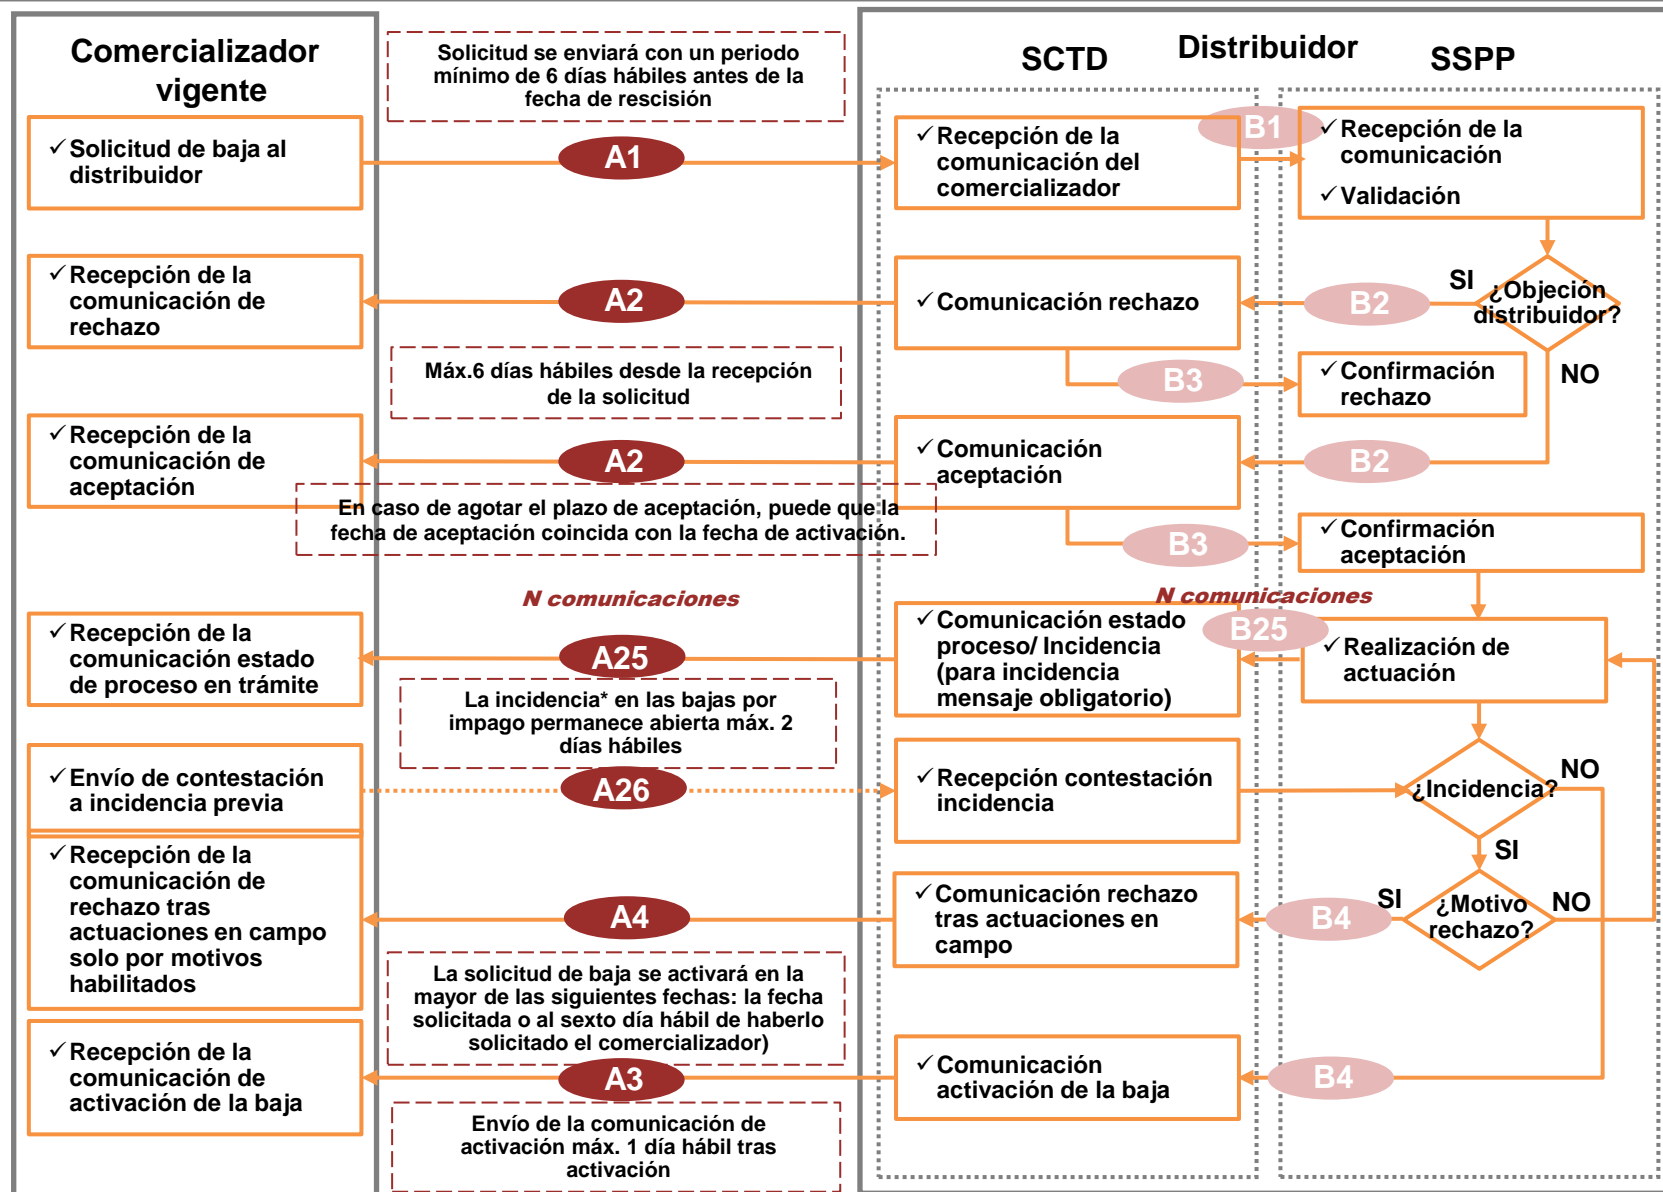 Comercializador
vigente
Solicitud se enviará con un periodo
mínimo de 6 días hábiles antes de la
fecha de rescisión
Distribuidor
SCTD
SSPP
✓Solicitud de baja al
distribuidor
A1
✓Recepción de la
comunicación del
comercializador
B1
✓Recepción de la
comunicación
✓Validación
✓Recepción de la
comunicación de
rechazo
A2
✓Comunicación rechazo
B2
SI
¿Objeción
distribuidor?
NO
Máx.6 días hábiles desde la recepción
de la solicitud
B3
✓Confirmación
rechazo
✓Recepción de la
comunicación de
aceptación
A2
✓Comunicación
aceptación
B2
En caso de agotar el plazo de aceptación, puede que la
fecha de aceptación coincida con la fecha de activación.
B3
✓Confirmación
aceptación
N comunicaciones
N comunicaciones
✓Recepción de la
comunicación estado
de proceso en trámite
A25
✓Comunicación estado
proceso/ Incidencia
(para incidencia
mensaje obligatorio)
B25
✓Realización de
actuación
La incidencia* en las bajas por
impago permanece abierta máx. 2
días hábiles
✓Envío de contestación
a incidencia previa
A26
✓Recepción contestación
incidencia
¿Incidencia?
NO
SI
✓Recepción de la
comunicación de
rechazo tras
actuaciones en campo
solo por motivos
habilitados
A4
✓Comunicación rechazo
tras actuaciones en
campo
B4
SI
¿Motivo
rechazo?
NO
La solicitud de baja se activará en la
mayor de las siguientes fechas: la fecha
solicitada o al sexto día hábil de haberlo
solicitado el comercializador)
✓Recepción de la
comunicación de
activación de la baja
A3
✓Comunicación
activación de la baja
B4
Envío de la comunicación de
activación máx. 1 día hábil tras
activación